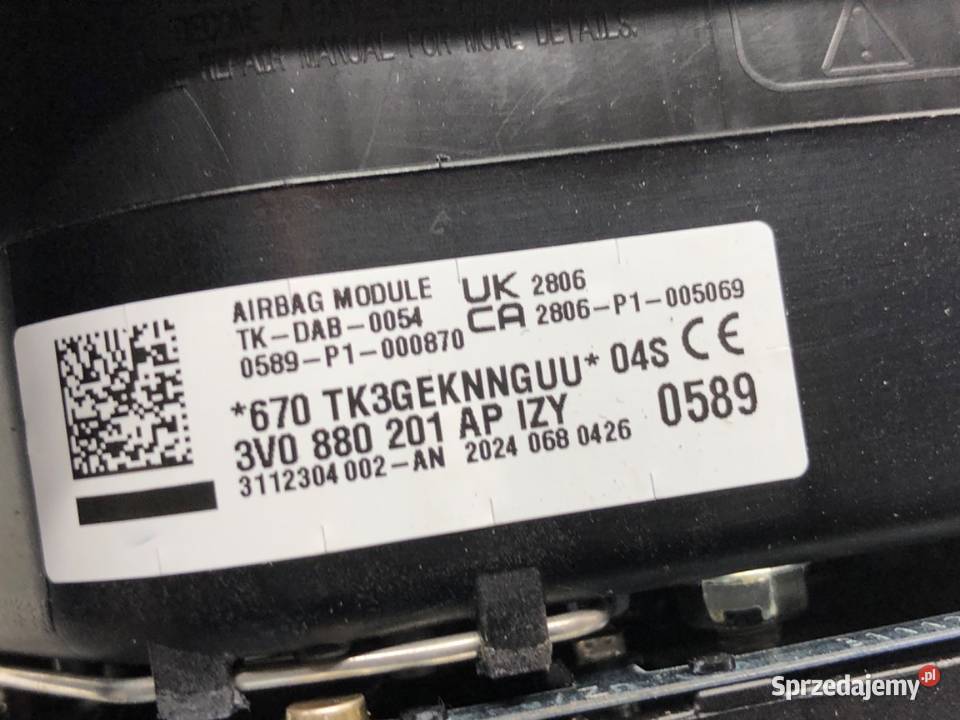 REPAIR MANUAL FOR MORE DETAILS.
AIRBAG MODULE
TK-DAB-0054
0589-P1-000870
UK 2806
CA 2806-P1-005069
*670 TK3GEKNNGUU* 04S CE
3V0 880 201 AP IZY 0589
3112304 002-AN 2024 068 0426
Sprzedajemy.pl